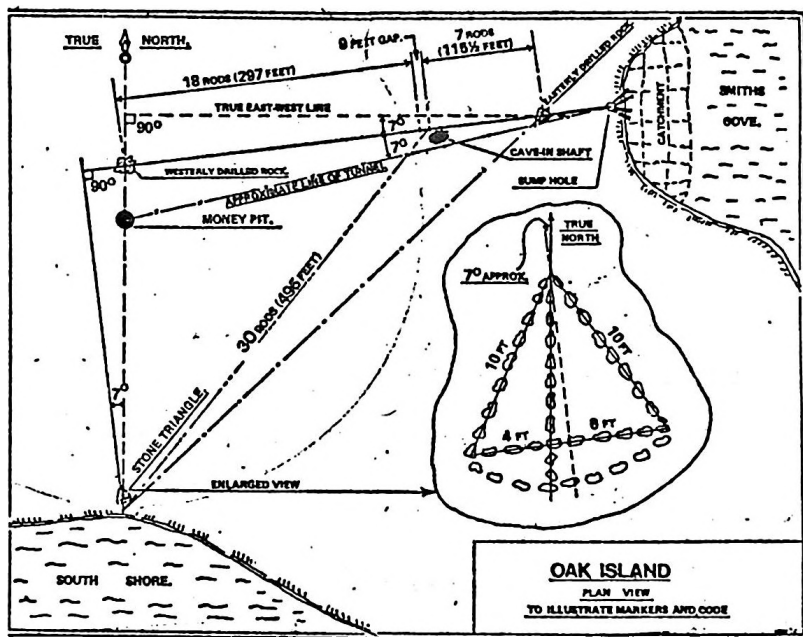 TRUE NORTH.
9 FEET GAP.
7 RODS (115½ FEET)
18 RODS (297 FEET)
EASTERLY DRILLED ROCK
TRUE EAST-WEST LINE
90°
7°
7°
SMITHS
COVE.
CATCHMENT
WESTERLY DRILLED ROCK.
CAVE-IN SHAFT
SUMP HOLE
90°
APPROXIMATE LINE OF TUNNEL
MONEY PIT.
TRUE
NORTH
7° APPROX.
30 RODS (495 FEET)
10 FT
10 FT
4 FT
6 FT
7°
STONE TRIANGLE
ENLARGED VIEW
SOUTH SHORE.
OAK ISLAND
PLAN VIEW
TO ILLUSTRATE MARKERS AND CODE